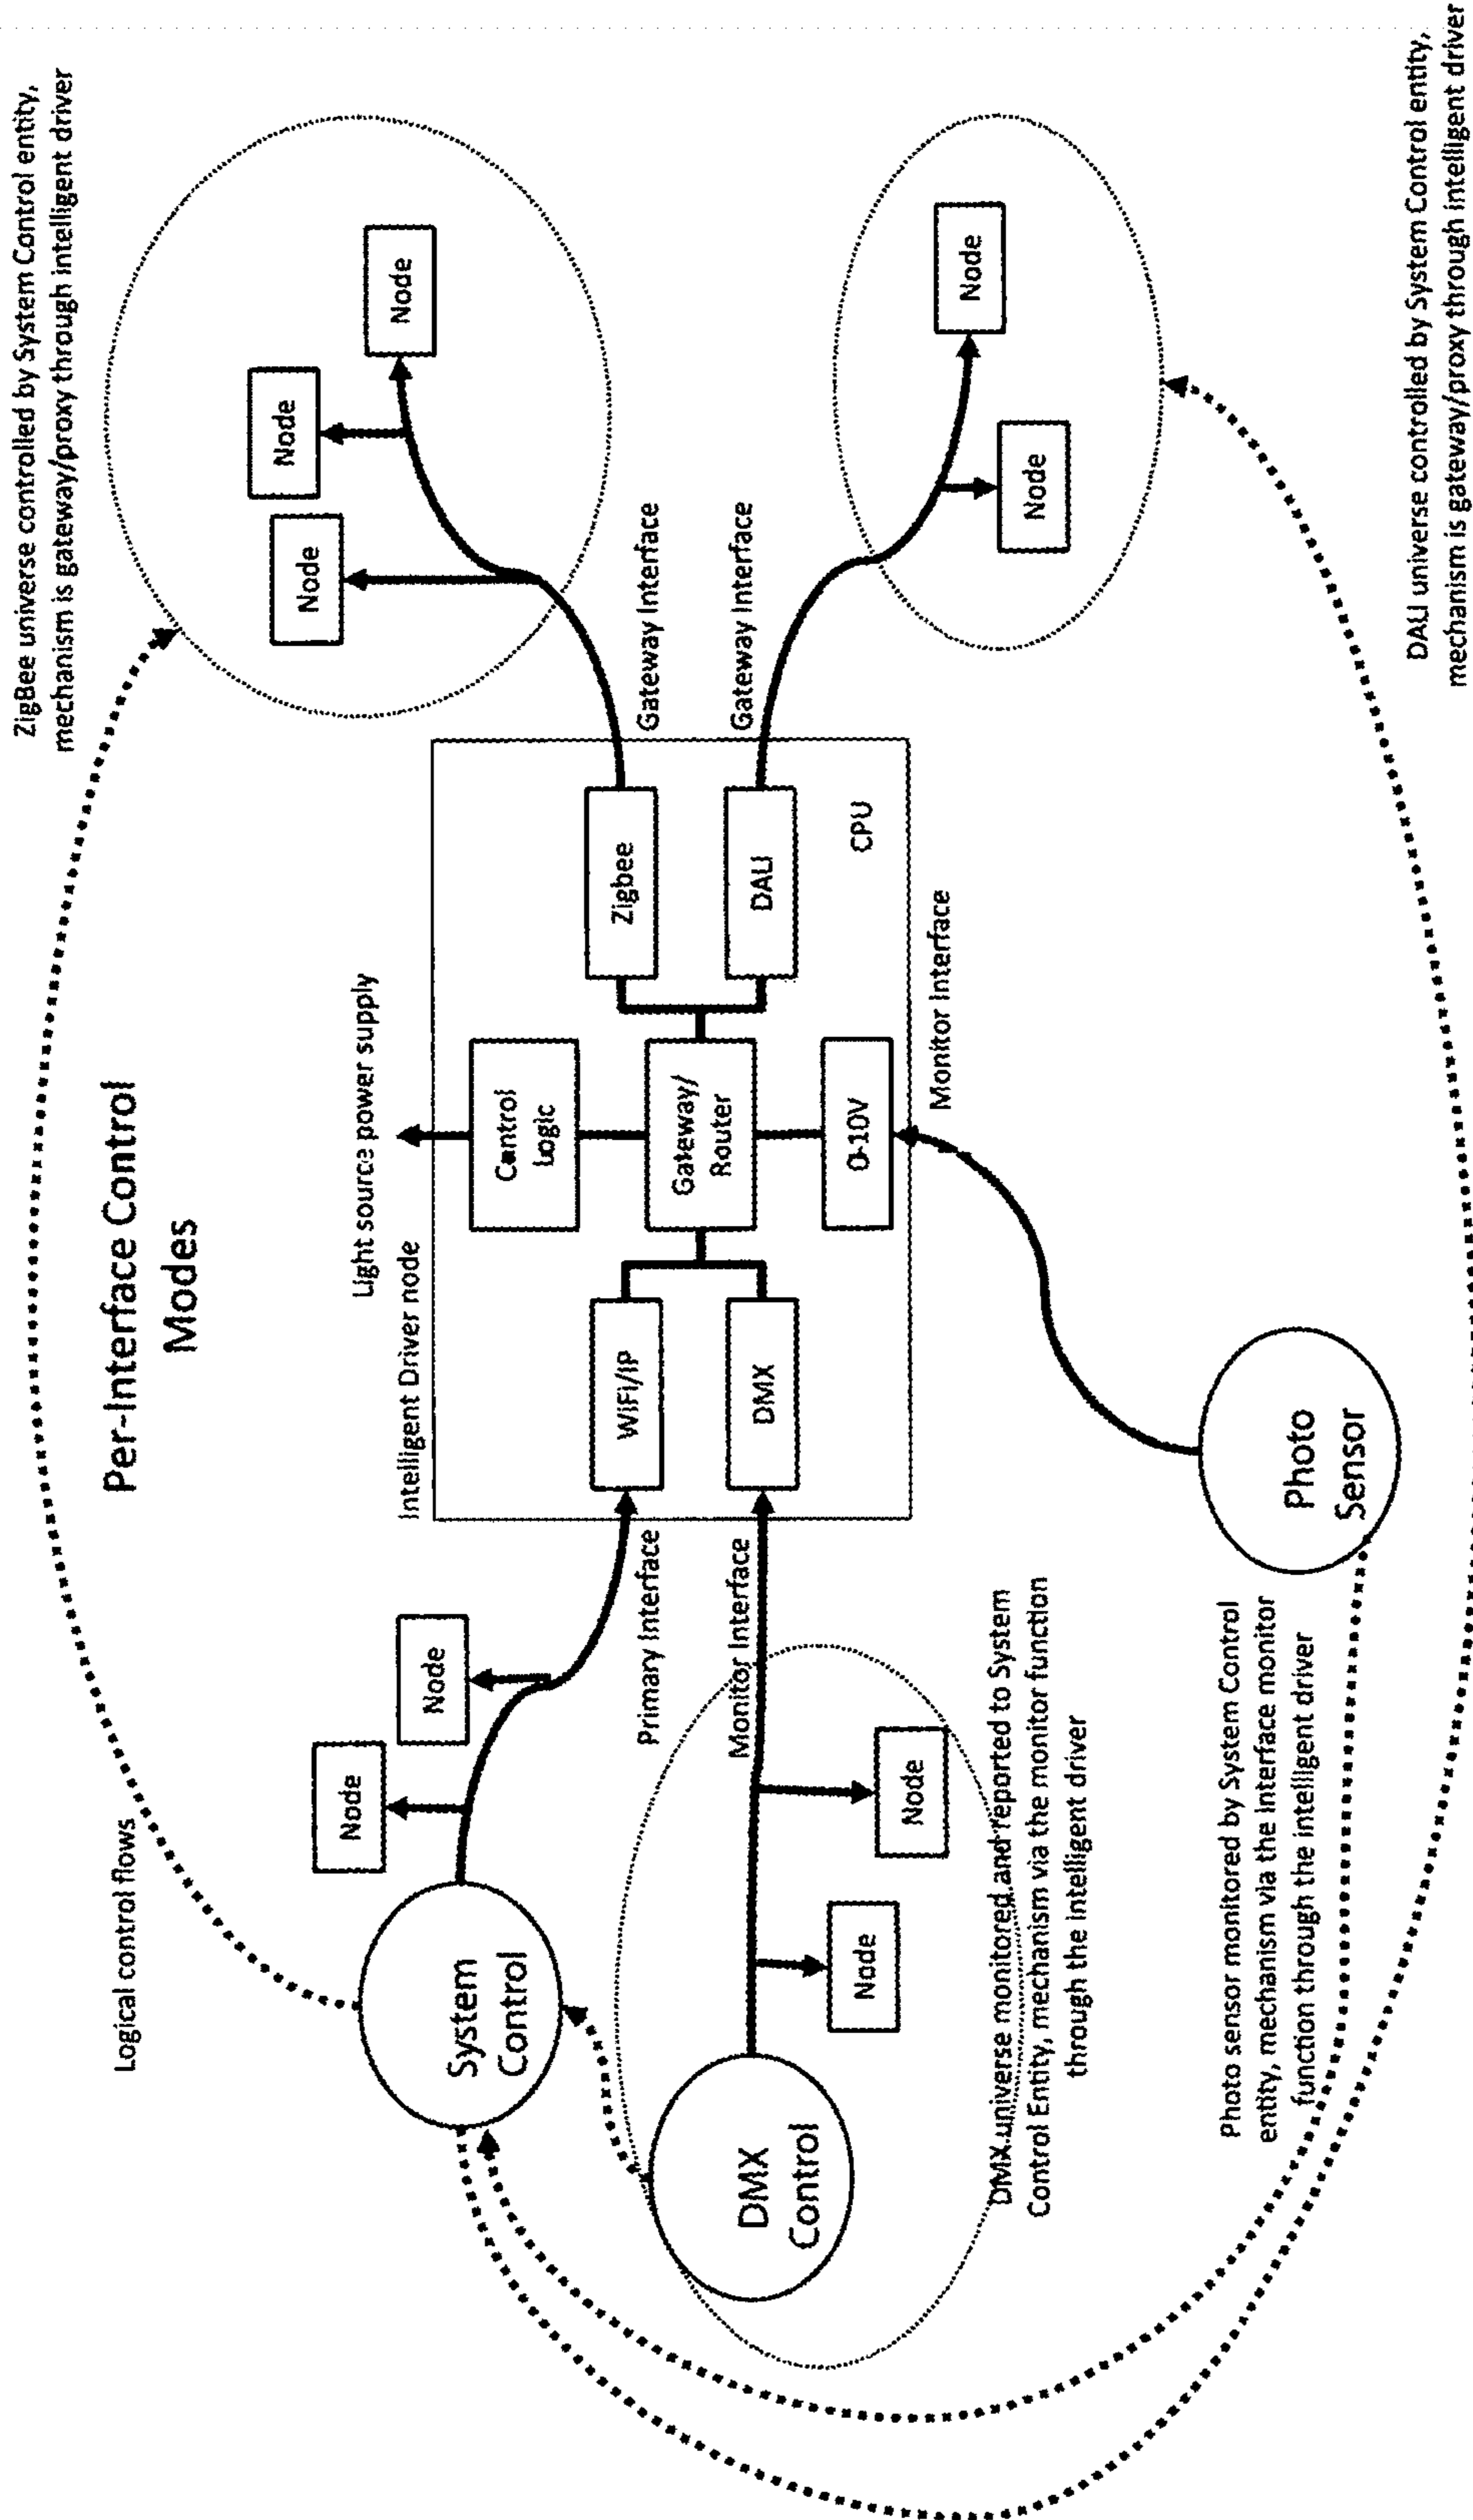 Per-Interface Control
Modes
Logical control flows
ZigBee universe controlled by System Control entity,
mechanism is gateway/proxy through intelligent driver
Light source power supply
Intelligent Driver node
System
Control
Node
Node
Primary Interface
WiFi/IP
DMX
Control
Logic
Gateway/
Router
0-10V
Zigbee
DALI
CPU
Gateway Interface
Gateway Interface
Node
Node
Node
Node
Node
DMX
Control
Node
Node
Monitor Interface
Monitor Interface
DMX universe monitored and reported to System
Control Entity, mechanism via the monitor function
through the intelligent driver
Photo
Sensor
Photo sensor monitored by System Control
entity, mechanism via the Interface monitor
function through the intelligent driver
DALI universe controlled by System Control entity,
mechanism is gateway/proxy through intelligent driver